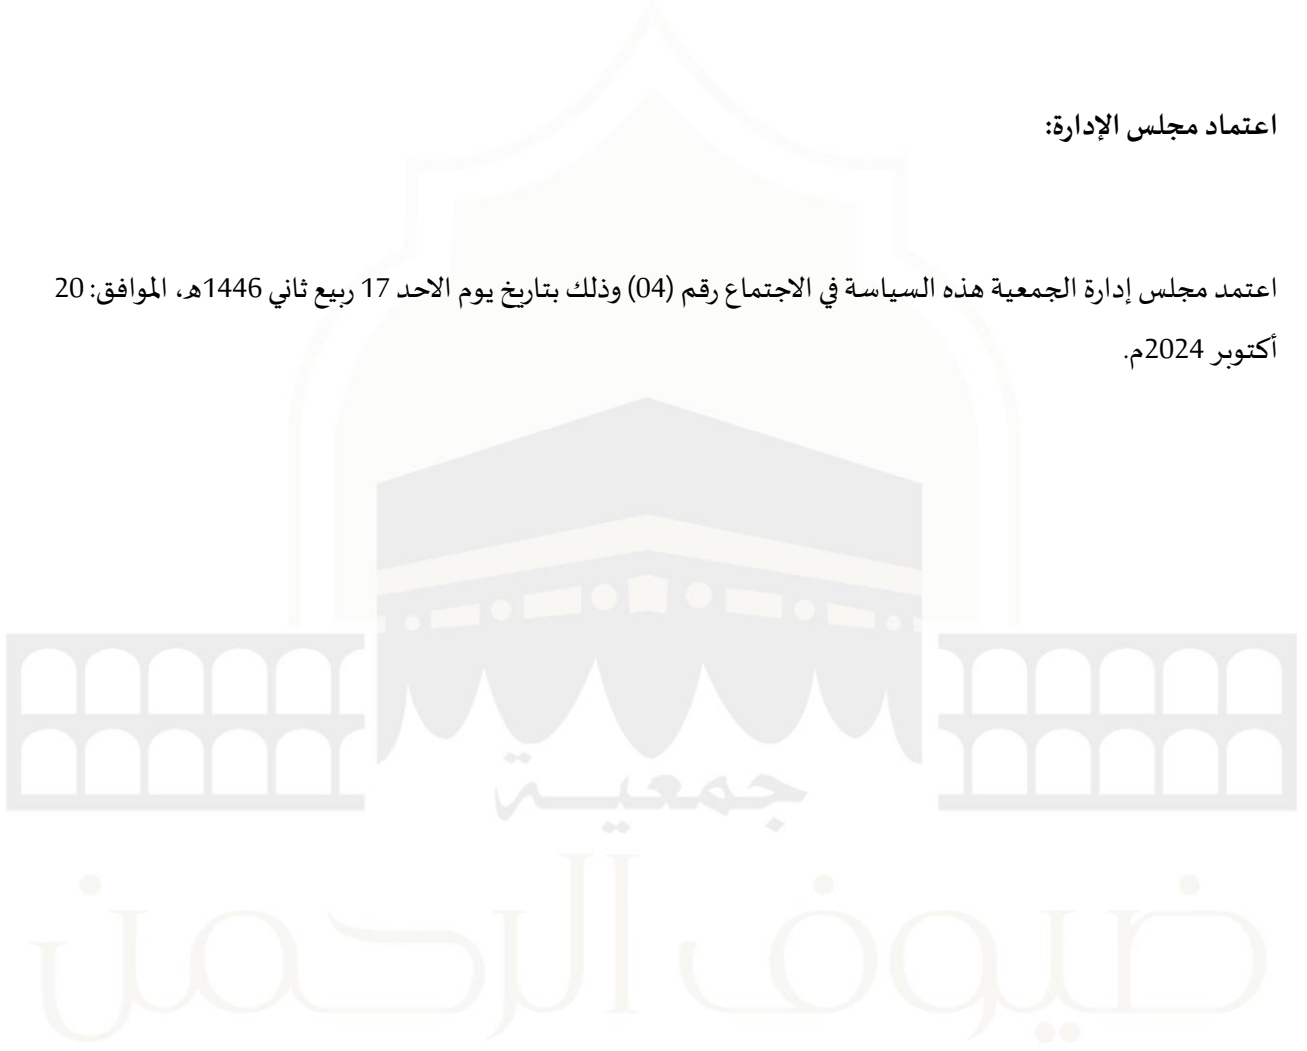 اعتماد مجلس الإدارة:
اعتمد مجلس إدارة الجمعية هذه السياسة في الاجتماع رقم (04) وذلك بتاريخ يوم الاحد 17 ربيع ثاني 1446هـ، الموافق: 20
أكتوبر 2024م.
جمعية
ضيوف الرحمن